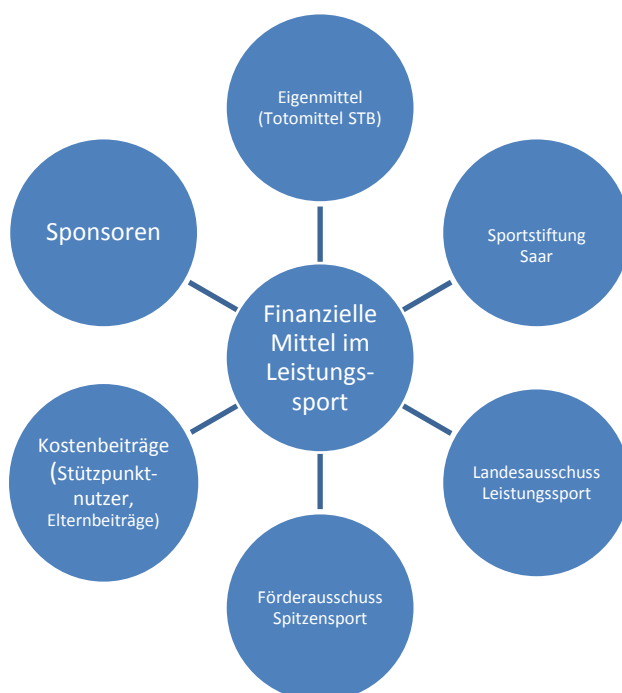 Eigenmittel
(Totomittel STB)
Sponsoren
Sportstiftung
Saar
Finanzielle
Mittel im
Leistungs-
sport
Kostenbeiträge
(Stützpunkt-
nutzer,
Elternbeiträge)
Landesausschuss
Leistungssport
Förderausschuss
Spitzensport